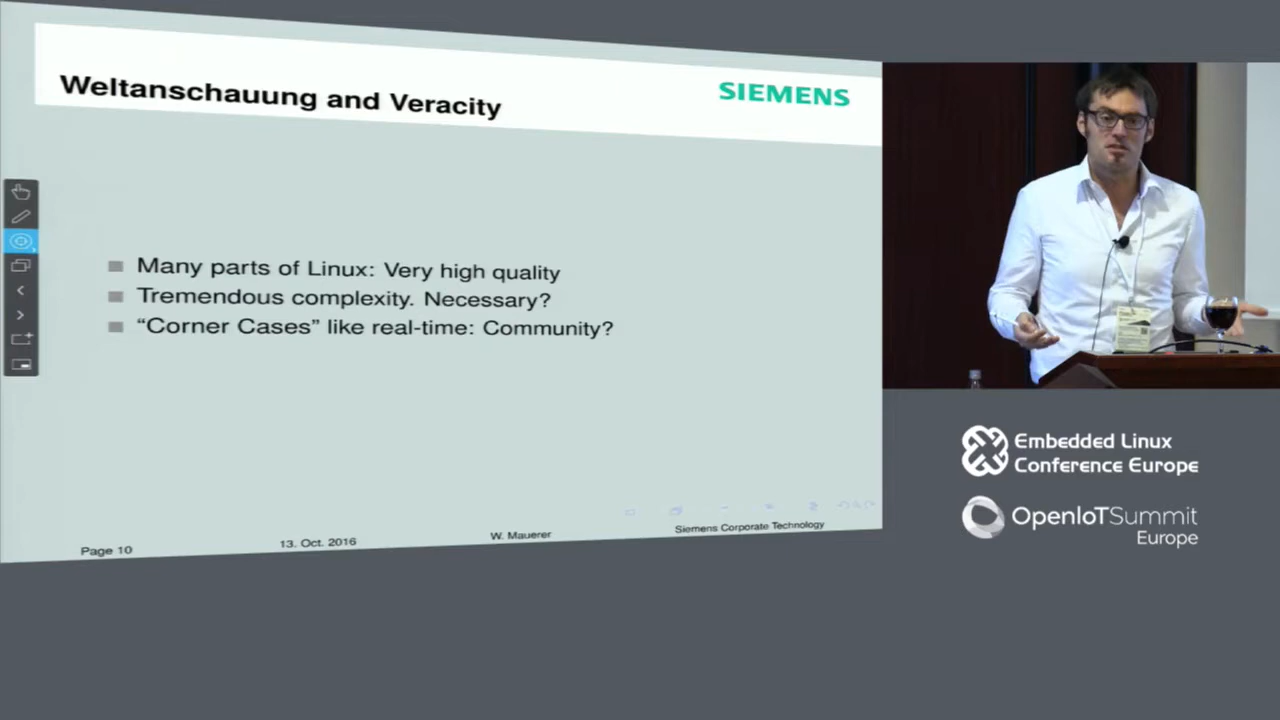 Weltanschauung and Veracity
SIEMENS
Many parts of Linux: Very high quality
Tremendous complexity. Necessary?
“Corner Cases” like real-time: Community?
Page 10
13. Oct. 2016
W. Mauerer
Siemens Corporate Technology
Embedded Linux
Conference Europe
OpenIoTSummit
Europe